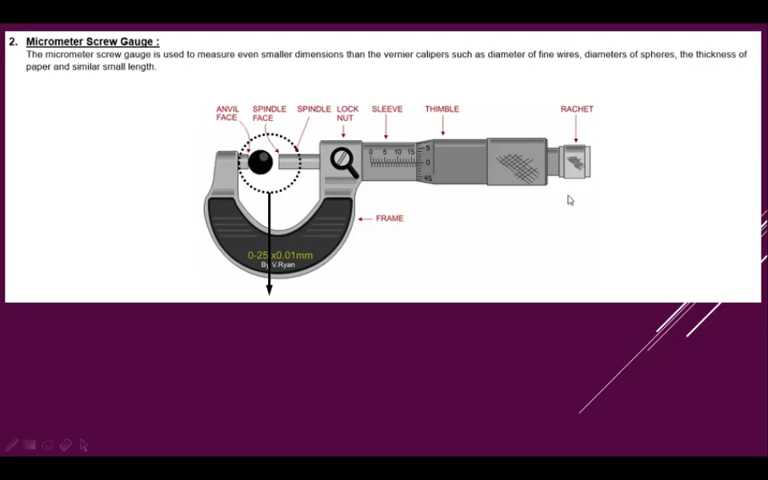 2. Micrometer Screw Gauge :
The micrometer screw gauge is used to measure even smaller dimensions than the vernier calipers such as diameter of fine wires, diameters of spheres, the thickness of
paper and similar small length.
ANVIL FACE
SPINDLE FACE
SPINDLE
LOCK NUT
SLEEVE
THIMBLE
RACHET
0 5 10 15
5
0
45
FRAME
0-25 x0.01mm
By V.Ryan